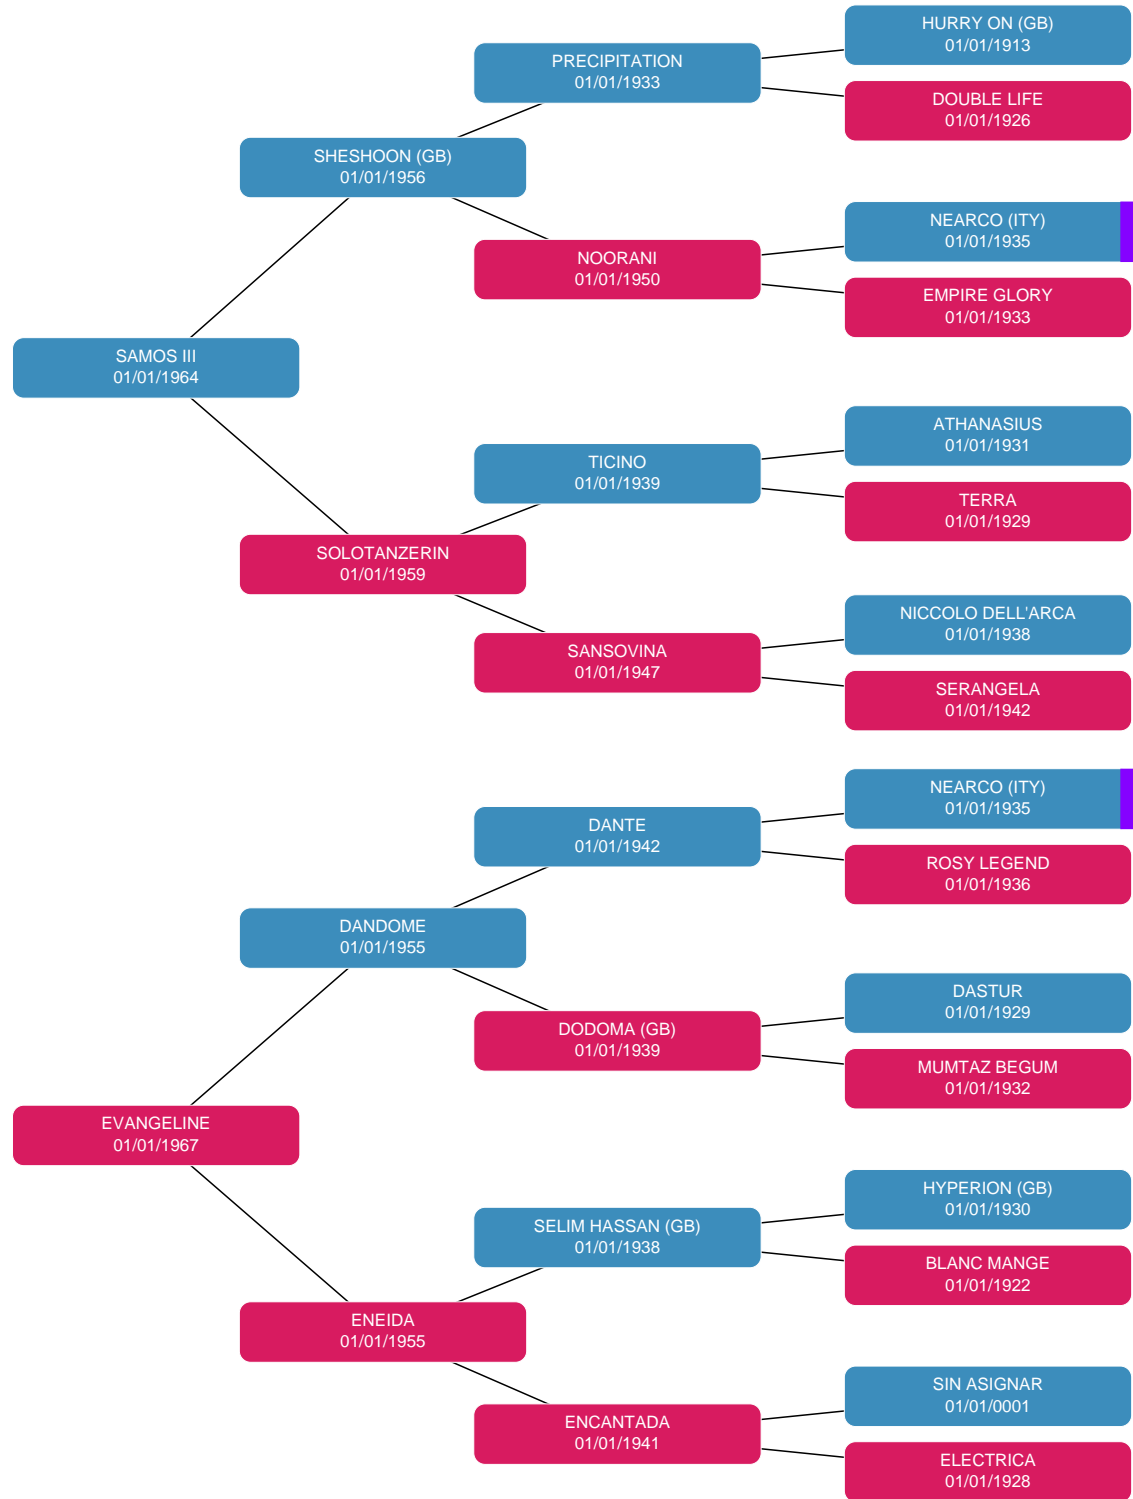 HURRY ON (GB)
01/01/1913
PRECIPITATION
01/01/1933
DOUBLE LIFE
01/01/1926
SHESHOON (GB)
01/01/1956
NEARCO (ITY)
01/01/1935
NOORANI
01/01/1950
EMPIRE GLORY
01/01/1933
SAMOS III
01/01/1964
ATHANASIUS
01/01/1931
TICINO
01/01/1939
TERRA
01/01/1929
SOLOTANZERIN
01/01/1959
NICCOLO DELL'ARCA
01/01/1938
SANSOVINA
01/01/1947
SERANGELA
01/01/1942
NEARCO (ITY)
01/01/1935
DANTE
01/01/1942
ROSY LEGEND
01/01/1936
DANDOME
01/01/1955
DASTUR
01/01/1929
DODOMA (GB)
01/01/1939
MUMTAZ BEGUM
01/01/1932
EVANGELINE
01/01/1967
HYPERION (GB)
01/01/1930
SELIM HASSAN (GB)
01/01/1938
BLANC MANGE
01/01/1922
ENEIDA
01/01/1955
SIN ASIGNAR
01/01/0001
ENCANTADA
01/01/1941
ELECTRICA
01/01/1928